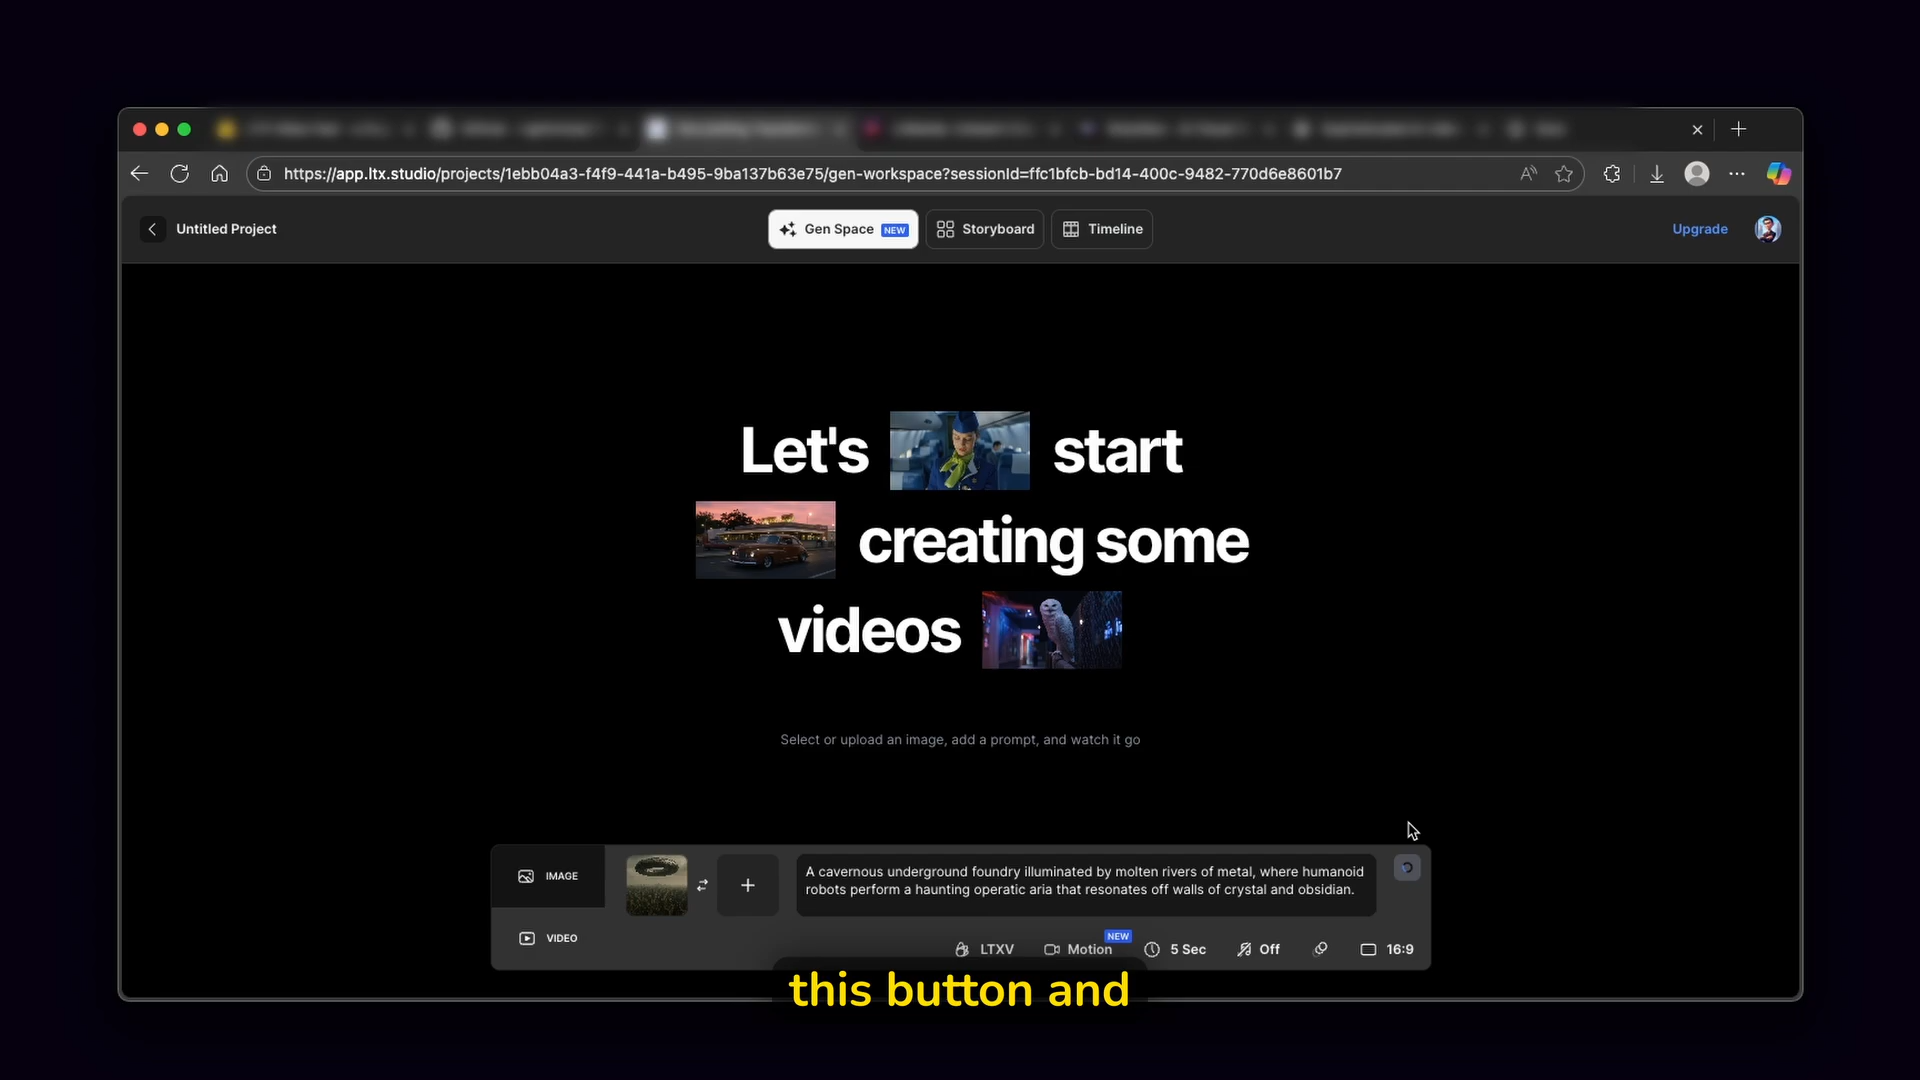 https://app.ltx.studio/projects/1ebb04a3-f4f9-441a-b495-9ba137b63e75/gen-workspace?sessionId=ffc1bfcb-bd14-400c-9482-770d6e8601b7
Untitled Project
Gen Space NEW
Storyboard
Timeline
Upgrade
Let's start
creating some
videos
Select or upload an image, add a prompt, and watch it go
IMAGE
A cavernous underground foundry illuminated by molten rivers of metal, where humanoid
robots perform a haunting operatic aria that resonates off walls of crystal and obsidian.
VIDEO
LTXV
Motion
NEW
5 Sec
Off
16:9
this button and